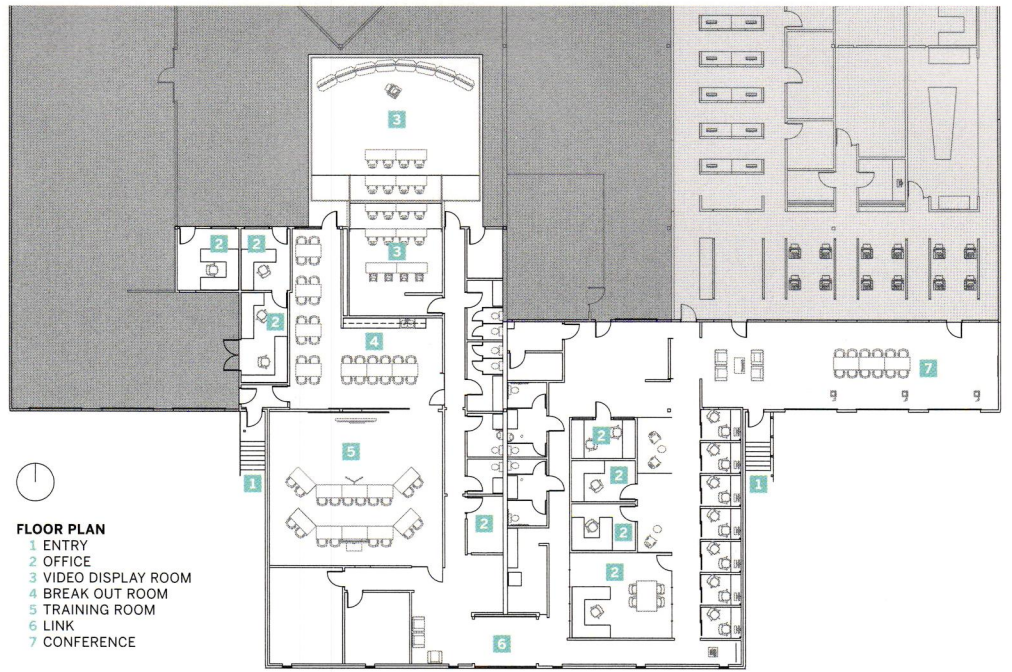 3
2
2
3
2
4
7
5
2
1
2
1
2
2
2
6
FLOOR PLAN
1 ENTRY
2 OFFICE
3 VIDEO DISPLAY ROOM
4 BREAK OUT ROOM
5 TRAINING ROOM
6 LINK
7 CONFERENCE